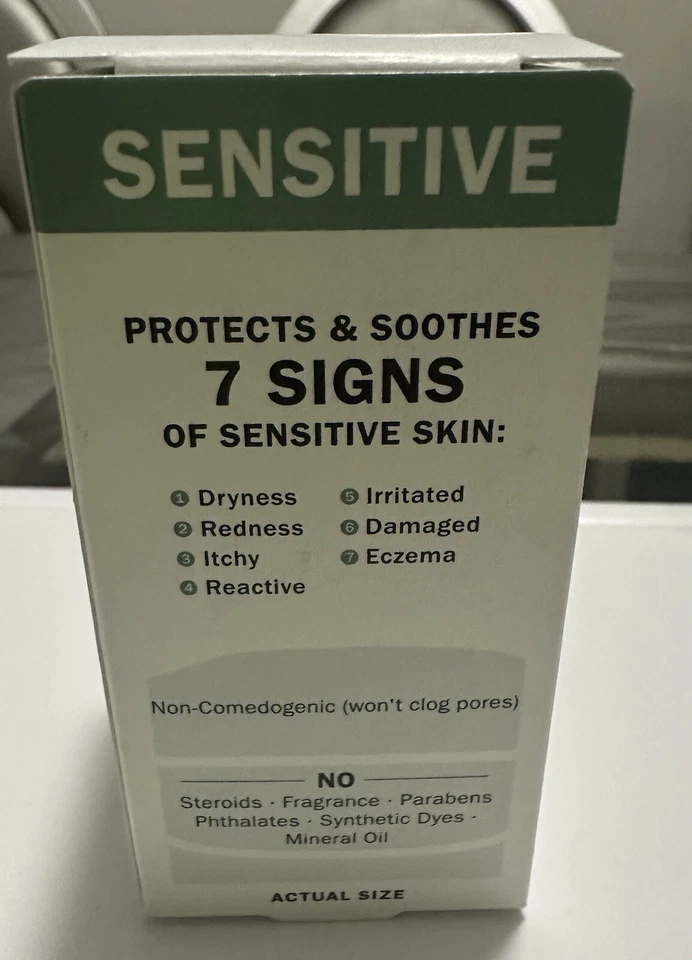 SENSITIVE
PROTECTS & SOOTHES
7 SIGNS
OF SENSITIVE SKIN:
1 Dryness
2 Redness
3 Itchy
4 Reactive
5 Irritated
6 Damaged
7 Eczema
Non-Comedogenic (won't clog pores)
NO
Steroids · Fragrance · Parabens
Phthalates · Synthetic Dyes ·
Mineral Oil
ACTUAL SIZE